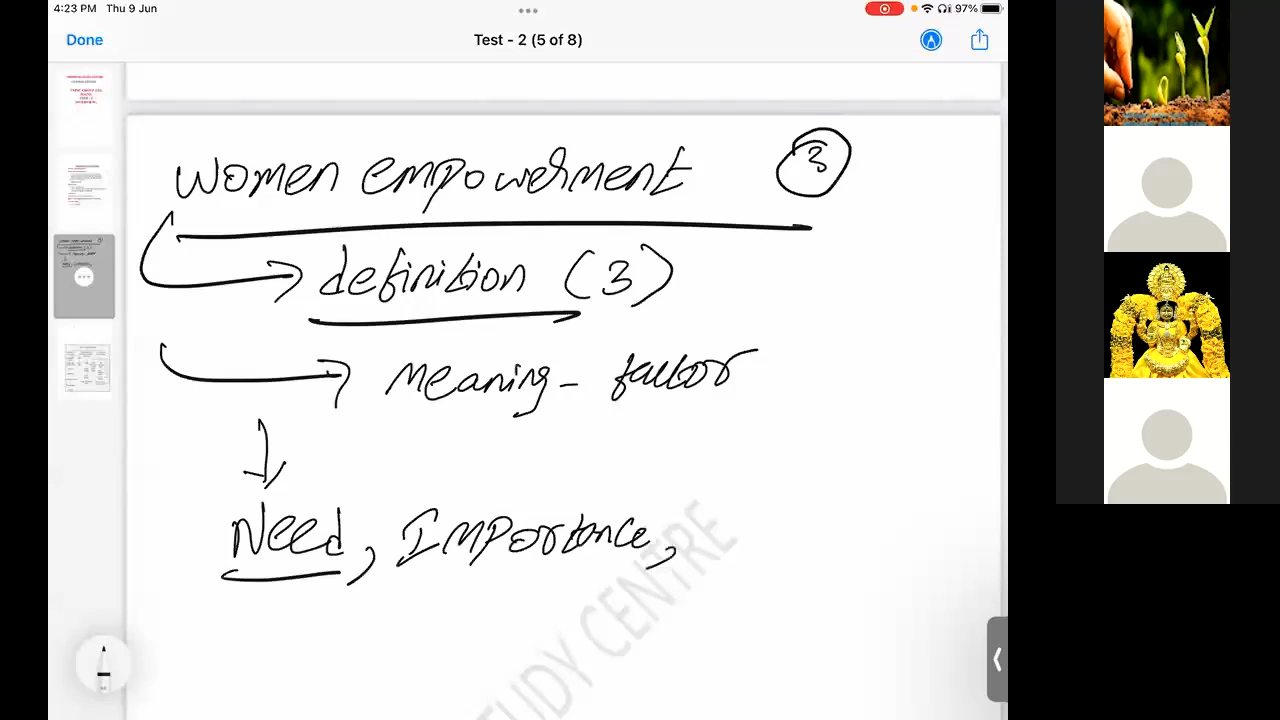 4:23 PM Thu 9 Jun
97%
Done
Test - 2 (5 of 8)
women empowerment 3
definition (3)
Meaning - factor
Need, Importance,
STUDY CENTRE